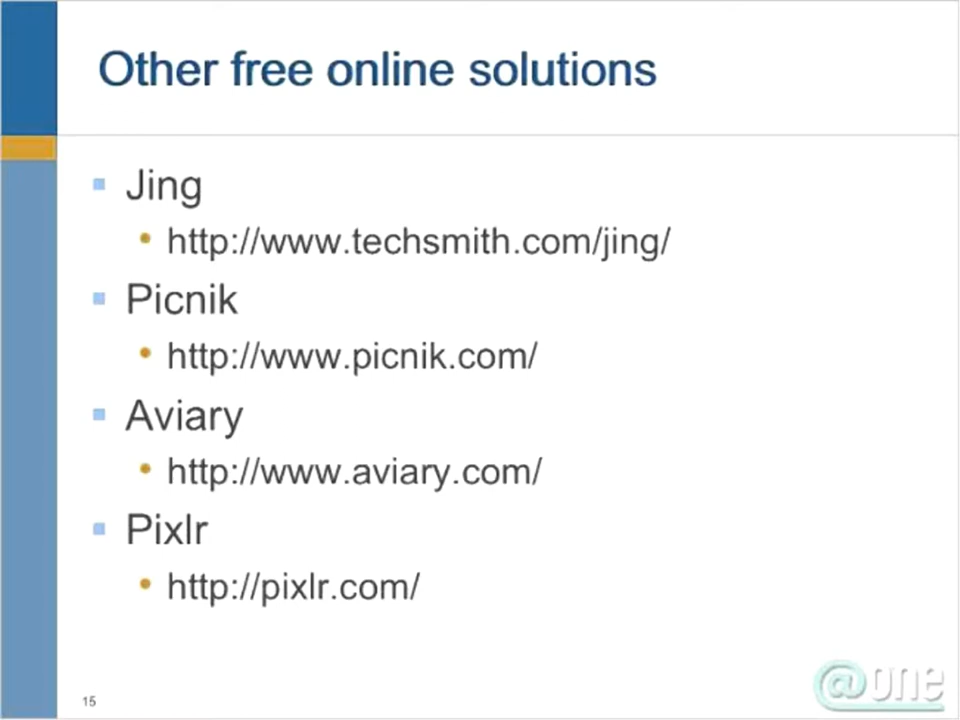 Other free online solutions
Jing
http://www.techsmith.com/jing/
Picnik
http://www.picnik.com/
Aviary
http://www.aviary.com/
Pixlr
http://pixlr.com/
15
@one